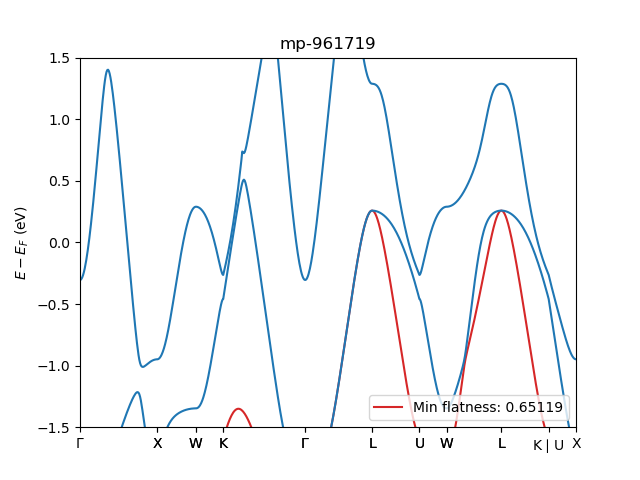 mp-961719
1.5
1.0
0.5
0.0
−0.5
−1.0
−1.5
E − E_F (eV)
Min flatness: 0.65119
Γ X W K Γ L U W L K | U X